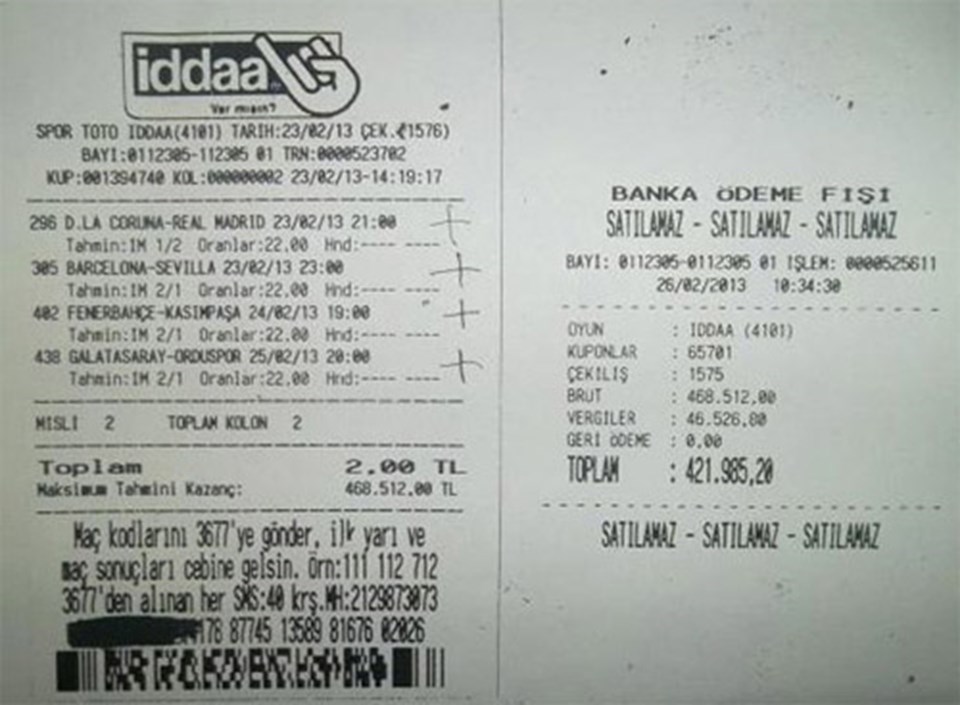 iddaa
Var mısın?
SPOR TOTO IDDAA(4101) TARIH:23/02/13 ÇEK.(1576)
BAYI:0112305-112305 01 TRN:0000523702
KUP:001394740 KOL:000000002 23/02/13-14:19:17
296 D.LA CORUNA-REAL MADRID 23/02/13 21:00
Tahmin:IM 1/2 Oranlar:22.00 Hnd:---- ----
305 BARCELONA-SEVILLA 23/02/13 23:00
Tahmin:IM 2/1 Oranlar:22.00 Hnd:---- ----
402 FENERBAHÇE-KASIMPAŞA 24/02/13 19:00
Tahmin:IM 2/1 Oranlar:22.00 Hnd:---- ----
438 GALATASARAY-ORDUSPOR 25/02/13 20:00
Tahmin:IM 2/1 Oranlar:22.00 Hnd:---- ----
MISLI 2 TOPLAM KOLON 2
Toplam 2.00 TL
Maksimum Tahmini Kazanç: 468.512.00 TL
Maç kodlarını 3677'ye gönder, ilk yarı ve
maç sonuçları cebine gelsin. Örn:111 112 712
3677'den alınan her SMS:40 krş.MH:2129873073
178 87745 13589 81676 02026
BANKA ÖDEME FIŞI
SATILAMAZ - SATILAMAZ - SATILAMAZ
BAYI: 0112305-0112305 01 IŞLEM: 0000525611
26/02/2013 10:34:30
OYUN : IDDAA (4101)
KUPONLAR : 65701
ÇEKILIŞ : 1575
BRUT : 468.512,00
VERGILER : 46.526,80
GERI ÖDEME : 0,00
TOPLAM : 421.985,20
SATILAMAZ - SATILAMAZ - SATILAMAZ